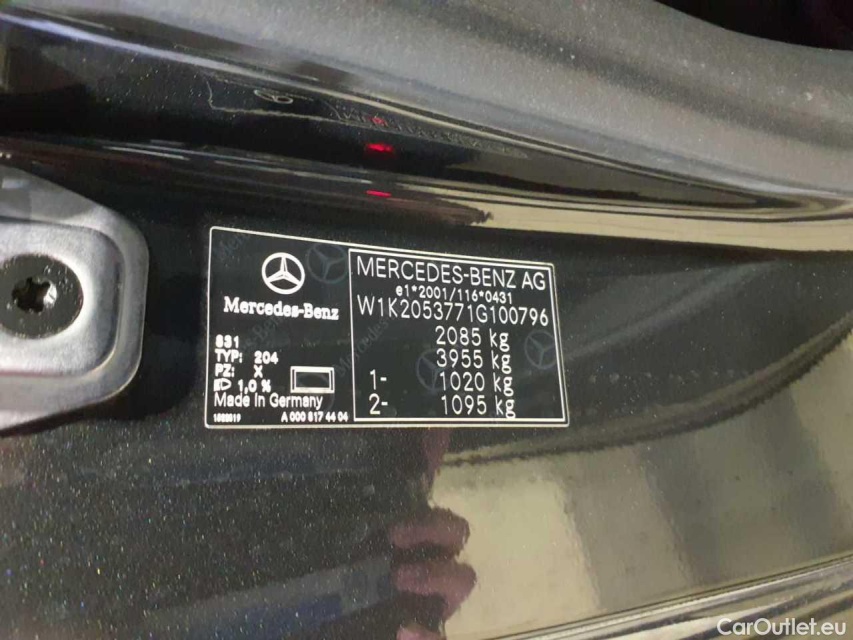 Mercedes-Benz
831
TYP: 204
PZ: X
1,0 %
Made in Germany
A 000 817 44 04
MERCEDES-BENZ AG
e1*2001/116*0431
W1K2053771G100796
2085 kg
3955 kg
1- 1020 kg
2- 1095 kg
CarOutlet.eu